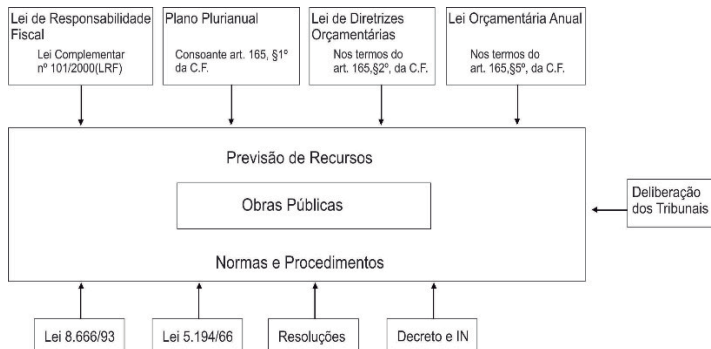 Lei de Responsabilidade
Fiscal
Lei Complementar
nº 101/2000(LRF)
Plano Plurianual
Consoante art. 165, §1º
da C.F.
Lei de Diretrizes
Orçamentárias
Nos termos do
art. 165,§2º, da C.F.
Lei Orçamentária Anual
Nos termos do
art. 165,§5º, da C.F.
Previsão de Recursos
Obras Públicas
Normas e Procedimentos
Deliberação
dos Tribunais
Lei 8.666/93
Lei 5.194/66
Resoluções
Decreto e IN